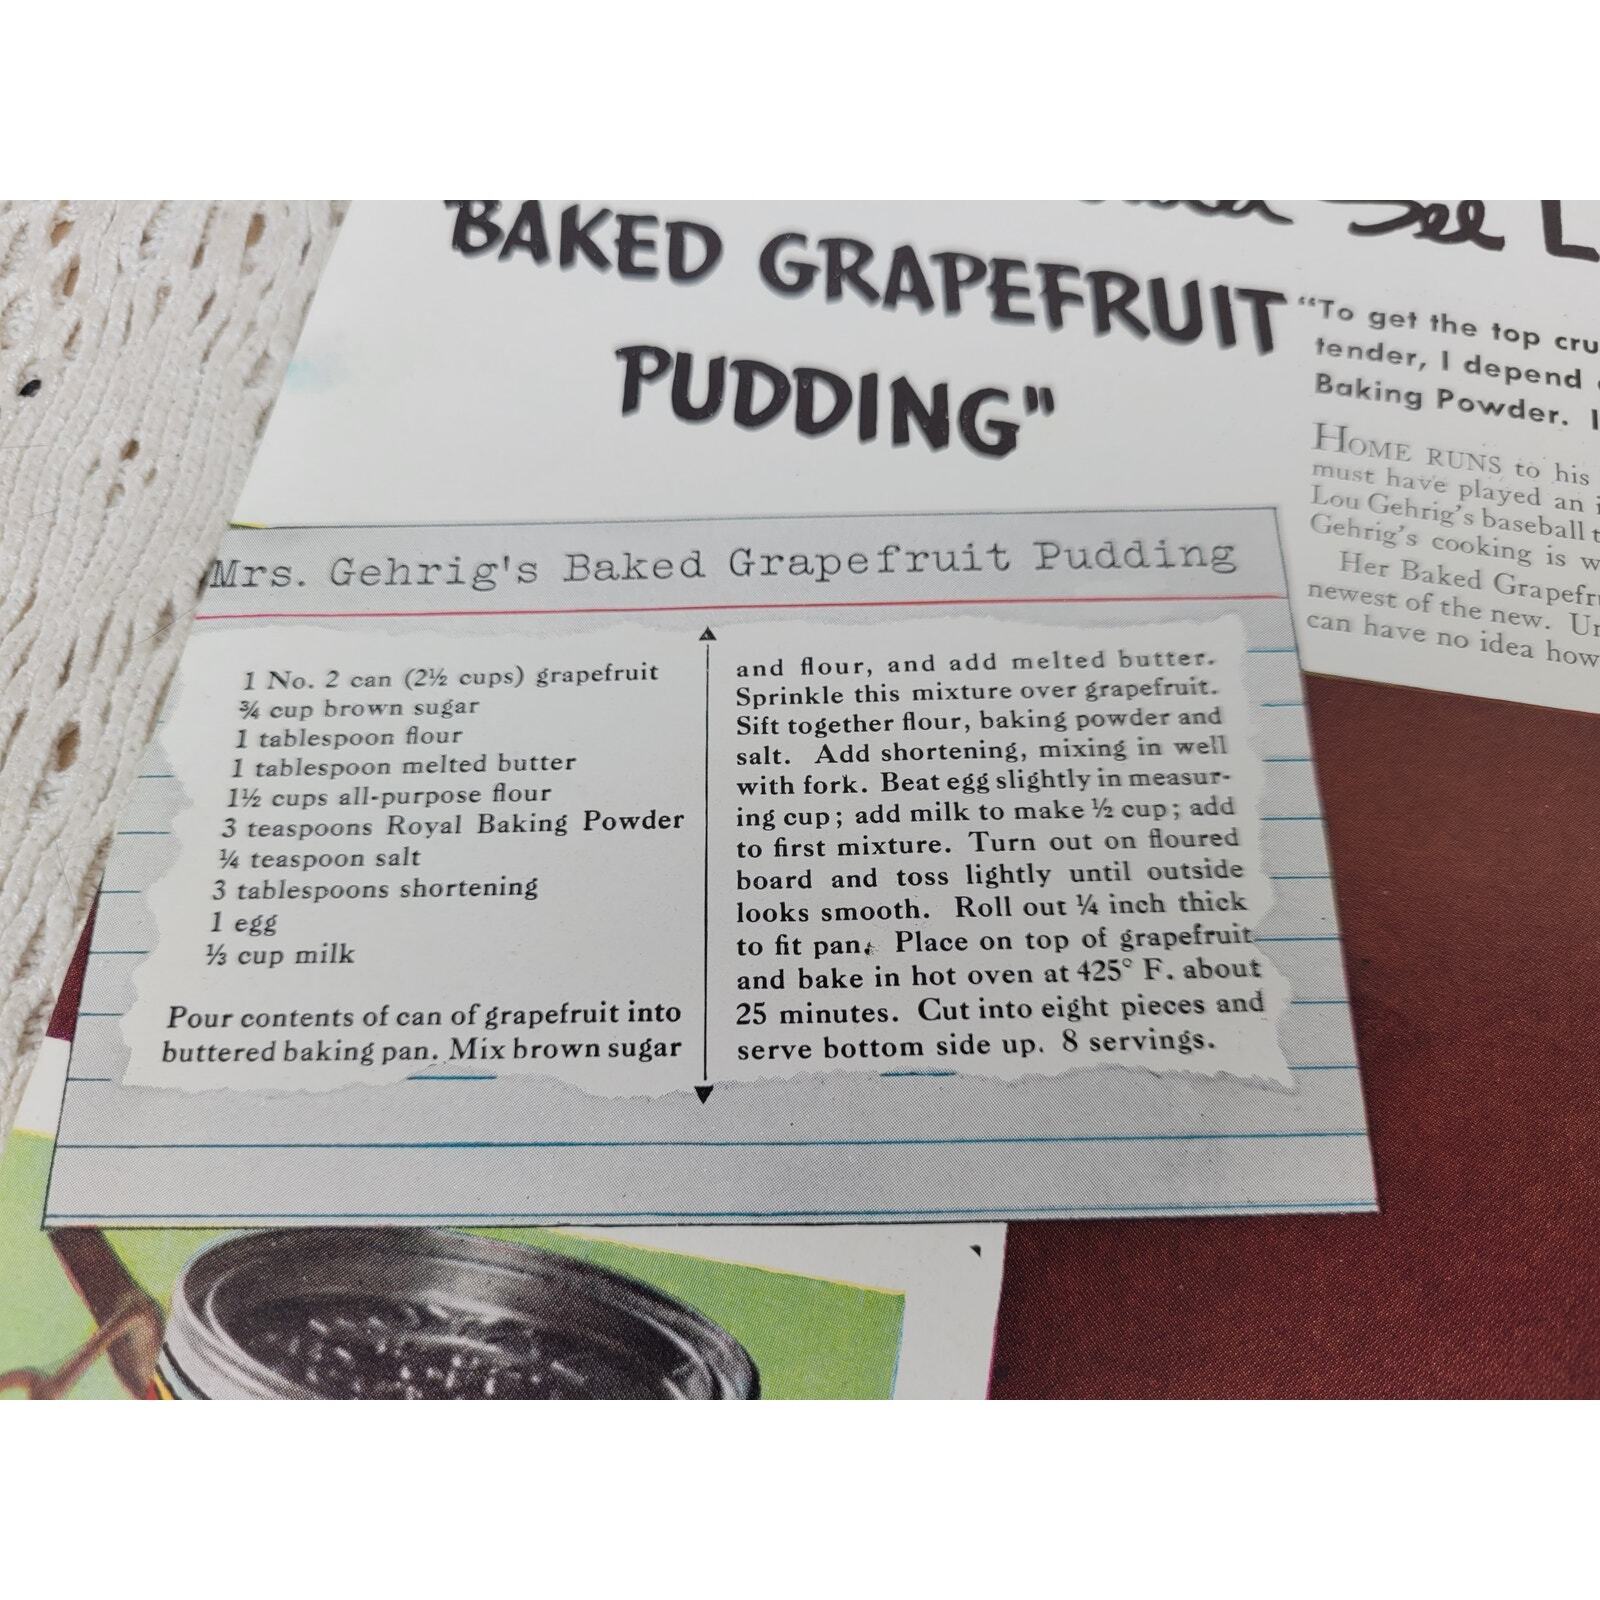 See L
"BAKED GRAPEFRUIT
PUDDING"
"To get the top
tender, I depend
Baking Powder.
HOME RUNS to his
must have played an
Lou Gehrig's baseball
Gehrig's cooking is
Her Baked
newest of the new.
can have no idea how
Mrs. Gehrig's Baked Grapefruit Pudding
1 No. 2 can (2½ cups) grapefruit
¾ cup brown sugar
1 tablespoon flour
1 tablespoon melted butter
1½ cups all-purpose flour
3 teaspoons Royal Baking Powder
¼ teaspoon salt
3 tablespoons shortening
1 egg
⅓ cup milk
Pour contents of can of grapefruit into
buttered baking pan. Mix brown sugar
and flour, and add melted butter.
Sprinkle this mixture over grapefruit.
Sift together flour, baking powder and
salt. Add shortening, mixing in well
with fork. Beat egg slightly in measur-
ing cup; add milk to make ½ cup; add
to first mixture. Turn out on floured
board and toss lightly until outside
looks smooth. Roll out ¼ inch thick
to fit pan. Place on top of grapefruit
and bake in hot oven at 425° F. about
25 minutes. Cut into eight pieces and
serve bottom side up. 8 servings.